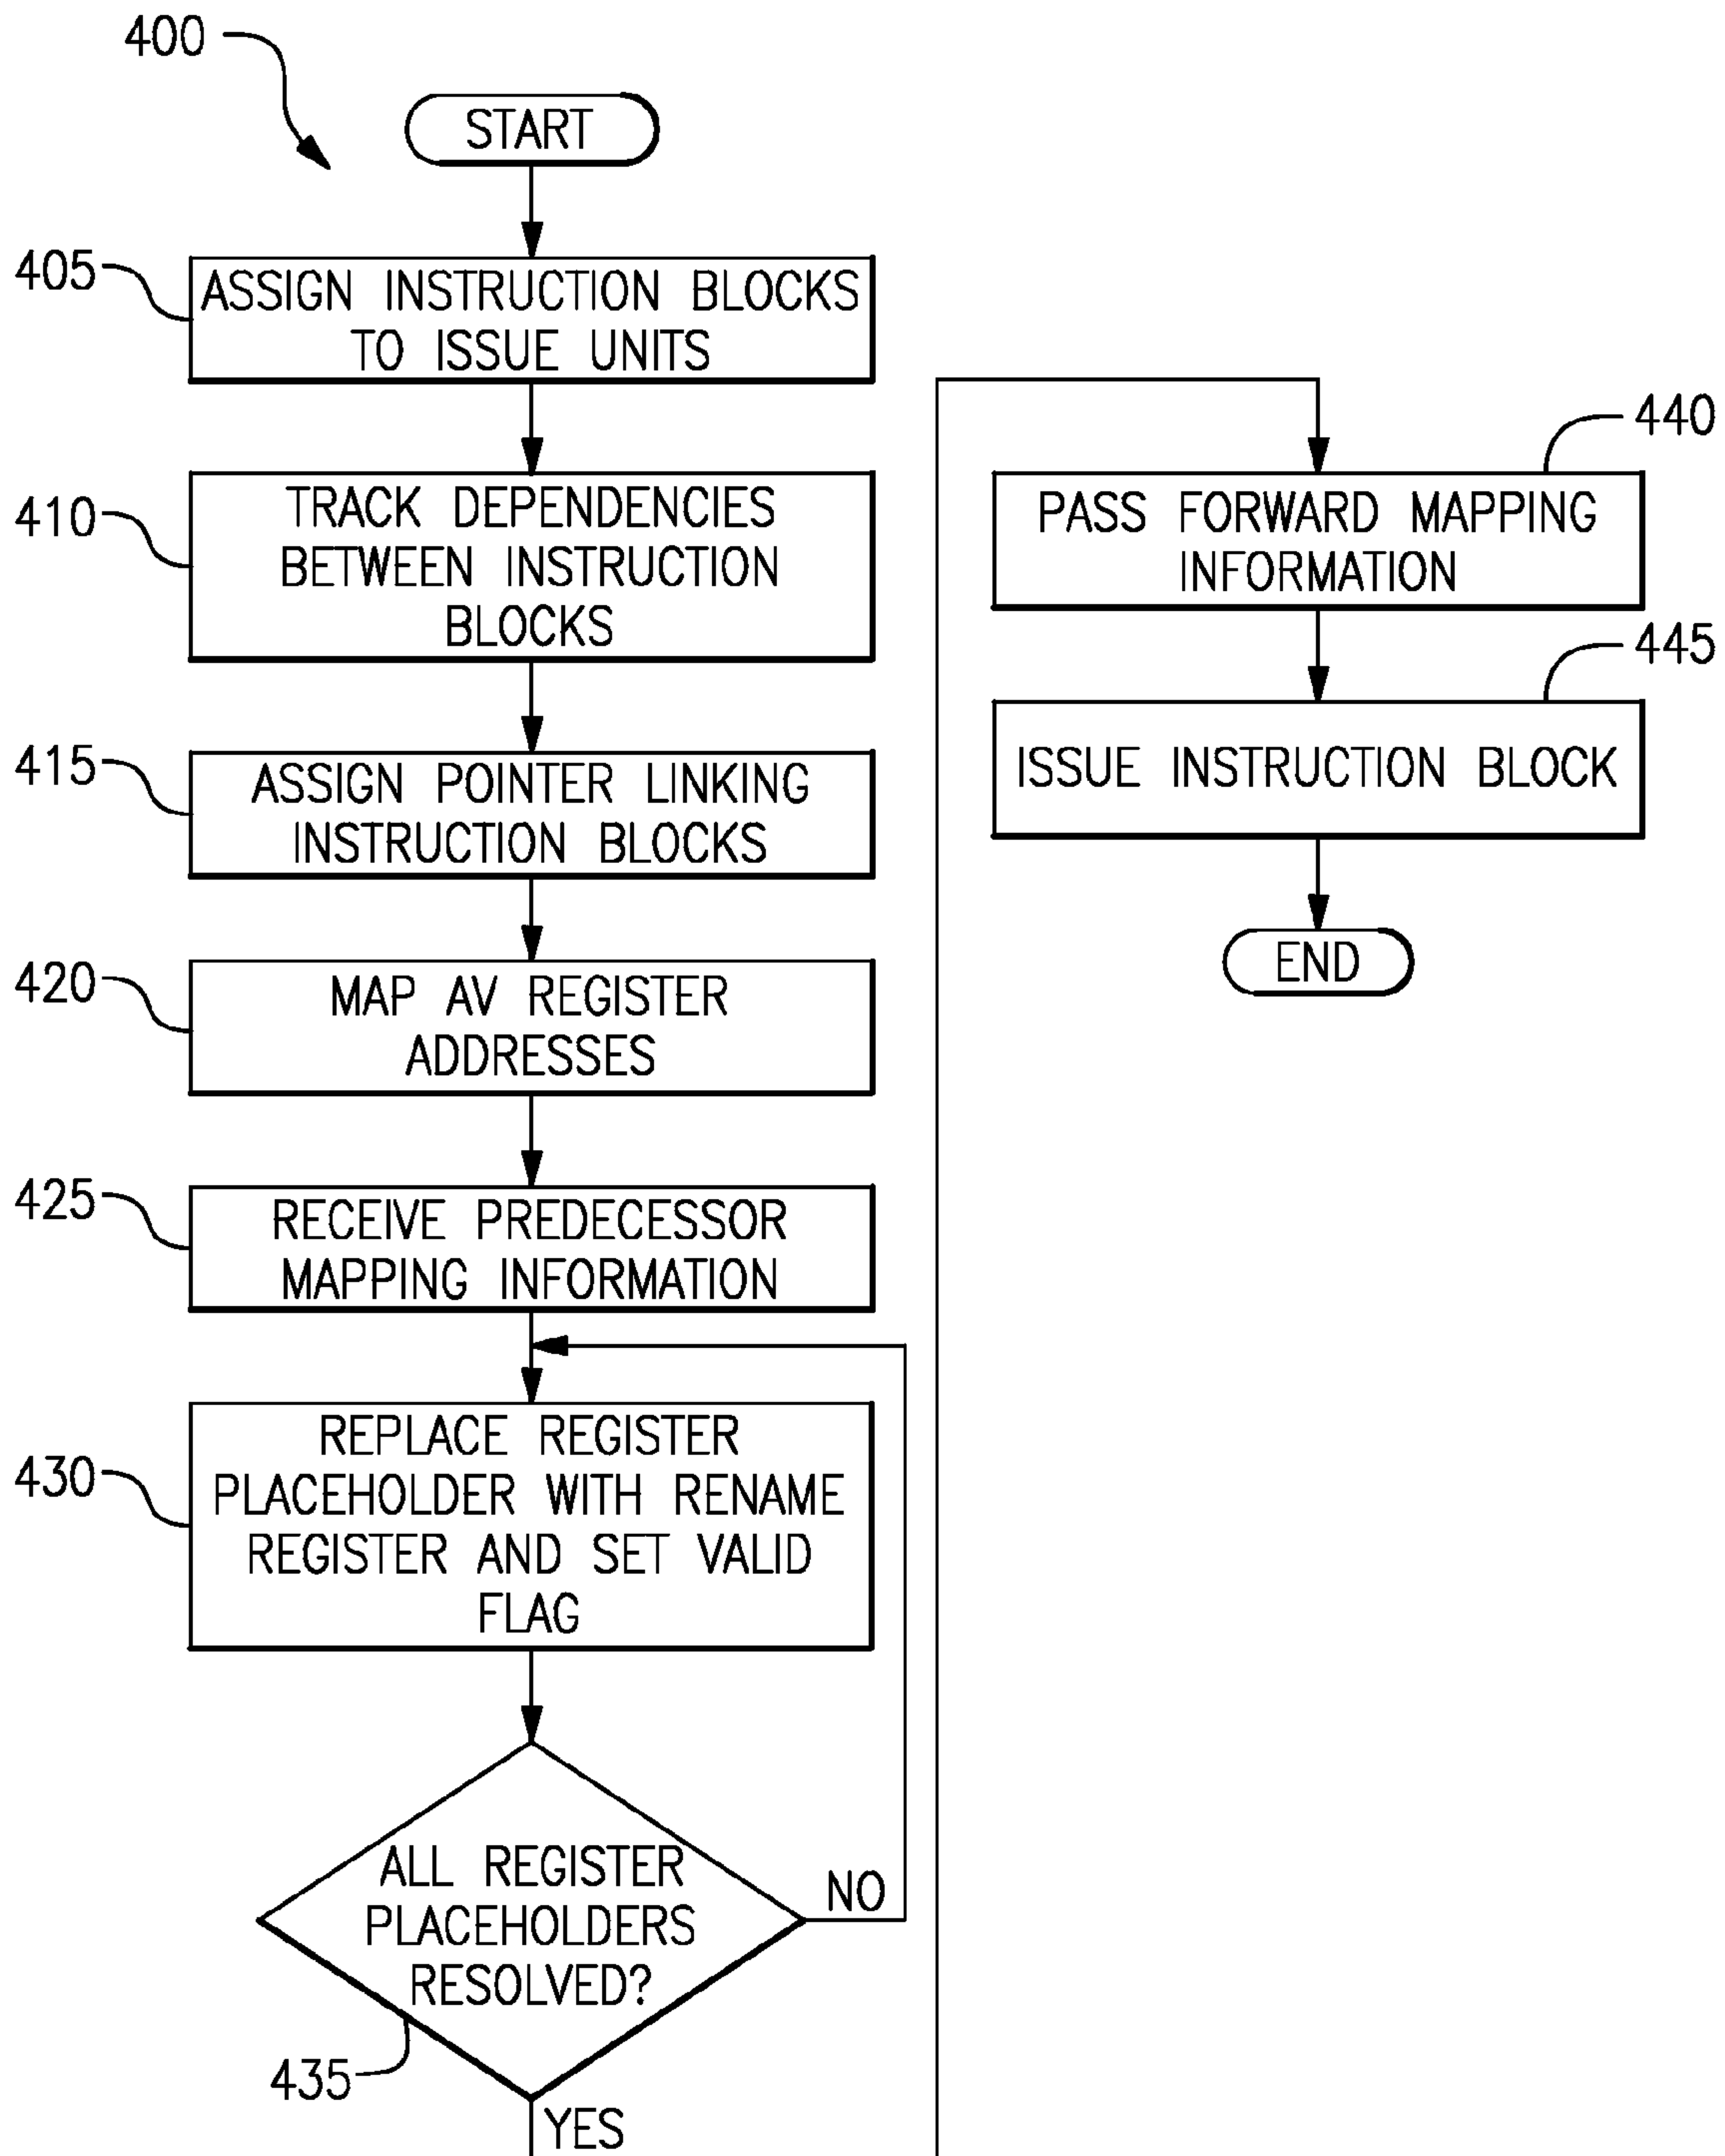 400
START
405
ASSIGN INSTRUCTION BLOCKS
TO ISSUE UNITS
410
TRACK DEPENDENCIES
BETWEEN INSTRUCTION
BLOCKS
415
ASSIGN POINTER LINKING
INSTRUCTION BLOCKS
420
MAP AV REGISTER
ADDRESSES
425
RECEIVE PREDECESSOR
MAPPING INFORMATION
430
REPLACE REGISTER
PLACEHOLDER WITH RENAME
REGISTER AND SET VALID
FLAG
ALL REGISTER
PLACEHOLDERS
RESOLVED?
NO
435
YES
440
PASS FORWARD MAPPING
INFORMATION
445
ISSUE INSTRUCTION BLOCK
END